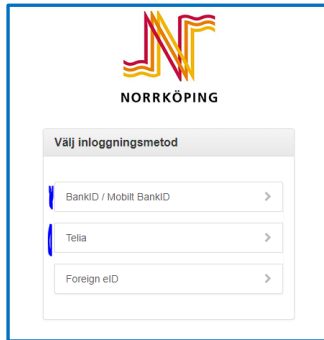 NORRKÖPING
Välj inloggningsmetod
BankID / Mobilt BankID
Telia
Foreign eID